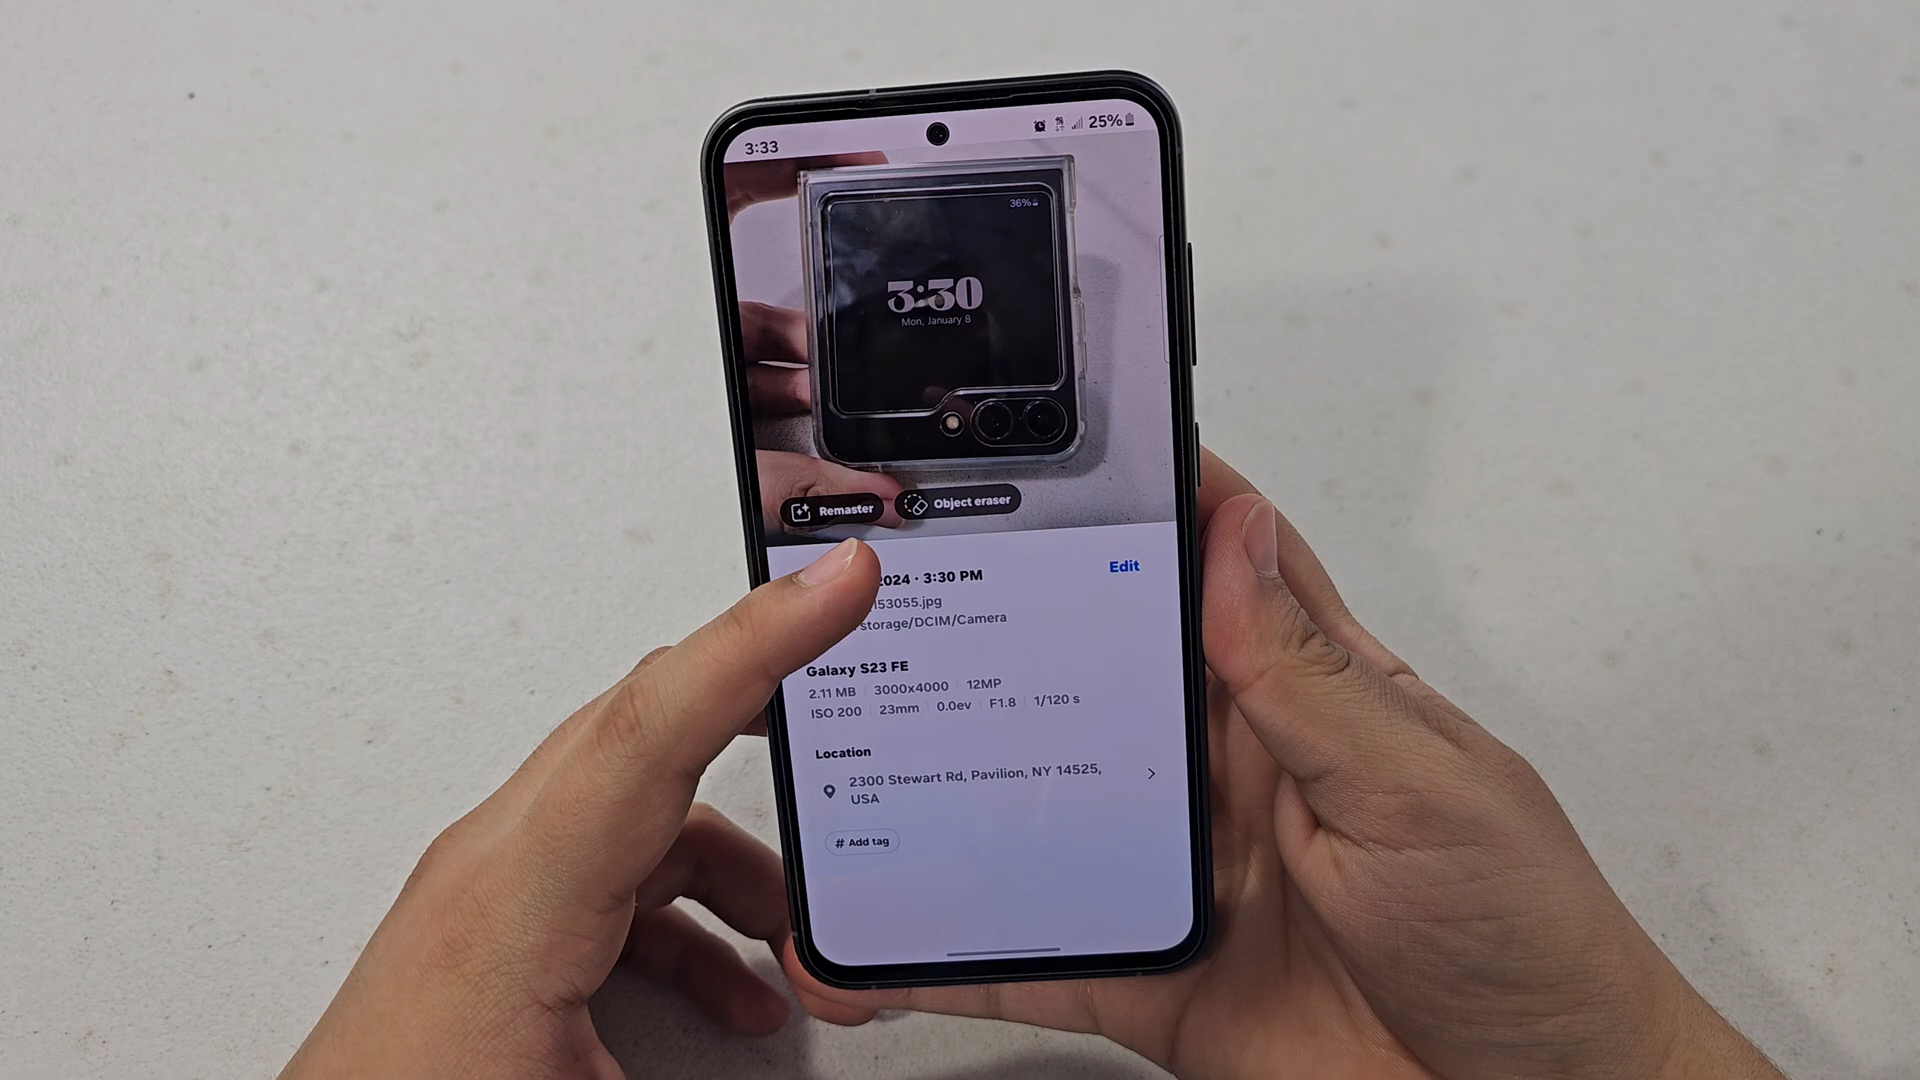 3:33
25%
36%
3:30
Mon, January 8
Remaster
Object eraser
2024 · 3:30 PM
Edit
153055.jpg
storage/DCIM/Camera
Galaxy S23 FE
2.11 MB 3000x4000 12MP
ISO 200 23mm 0.0ev F1.8 1/120 s
Location
2300 Stewart Rd, Pavilion, NY 14525,
USA
# Add tag